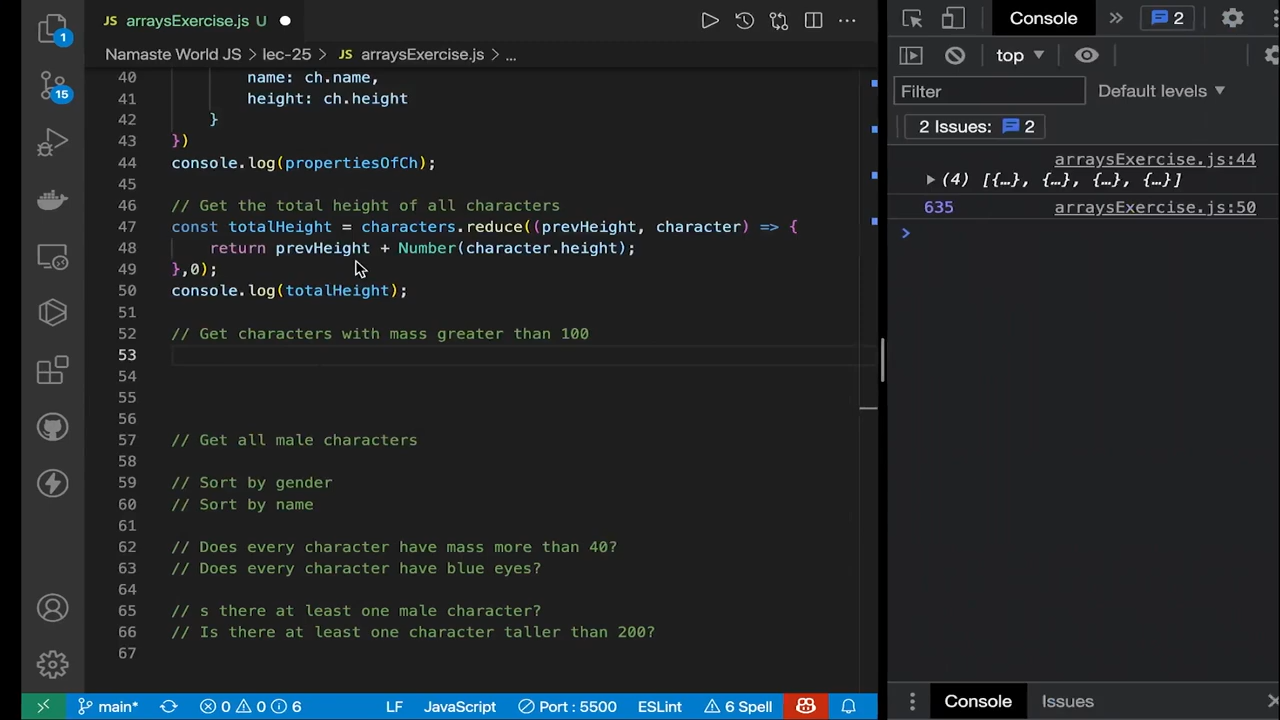 arraysExercise.js U
Namaste World JS > lec-25 > JS arraysExercise.js > ...
40 name: ch.name,
41 height: ch.height
42 }
43 })
44 console.log(propertiesOfCh);
45
46 // Get the total height of all characters
47 const totalHeight = characters.reduce((prevHeight, character) => {
48 return prevHeight + Number(character.height);
49 },0);
50 console.log(totalHeight);
51
52 // Get characters with mass greater than 100
53
54
55
56
57 // Get all male characters
58
59 // Sort by gender
60 // Sort by name
61
62 // Does every character have mass more than 40?
63 // Does every character have blue eyes?
64
65 // s there at least one male character?
66 // Is there at least one character taller than 200?
67
1
15
main* 0 0 6 LF JavaScript Port : 5500 ESLint 6 Spell
Console 2
top
Filter Default levels
2 Issues: 2
arraysExercise.js:44
(4) [{…}, {…}, {…}, {…}]
635 arraysExercise.js:50
Console Issues